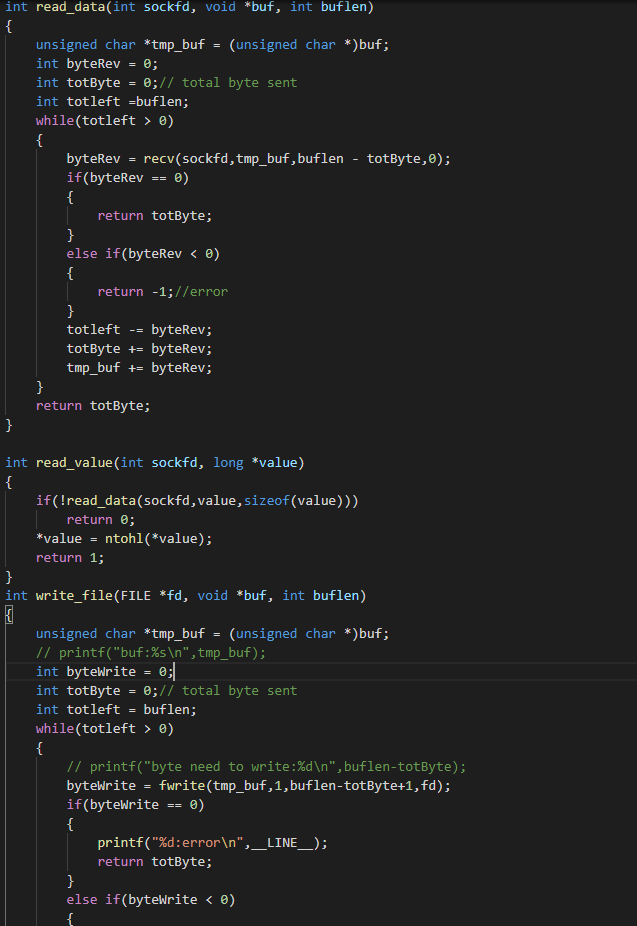 int read_data(int sockfd, void *buf, int buflen)
{
    unsigned char *tmp_buf = (unsigned char *)buf;
    int byteRev = 0;
    int totByte = 0;// total byte sent
    int totleft =buflen;
    while(totleft > 0)
    {
        byteRev = recv(sockfd,tmp_buf,buflen - totByte,0);
        if(byteRev == 0)
        {
            return totByte;
        }
        else if(byteRev < 0)
        {
            return -1;//error
        }
        totleft -= byteRev;
        totByte += byteRev;
        tmp_buf += byteRev;
    }
    return totByte;
}

int read_value(int sockfd, long *value)
{
    if(!read_data(sockfd,value,sizeof(value)))
        return 0;
    *value = ntohl(*value);
    return 1;
}
int write_file(FILE *fd, void *buf, int buflen)
{
    unsigned char *tmp_buf = (unsigned char *)buf;
    // printf("buf:%s\n",tmp_buf);
    int byteWrite = 0;
    int totByte = 0;// total byte sent
    int totleft = buflen;
    while(totleft > 0)
    {
        // printf("byte need to write:%d\n",buflen-totByte);
        byteWrite = fwrite(tmp_buf,1,buflen-totByte+1,fd);
        if(byteWrite == 0)
        {
            printf("%d:error\n",__LINE__);
            return totByte;
        }
        else if(byteWrite < 0)
        {